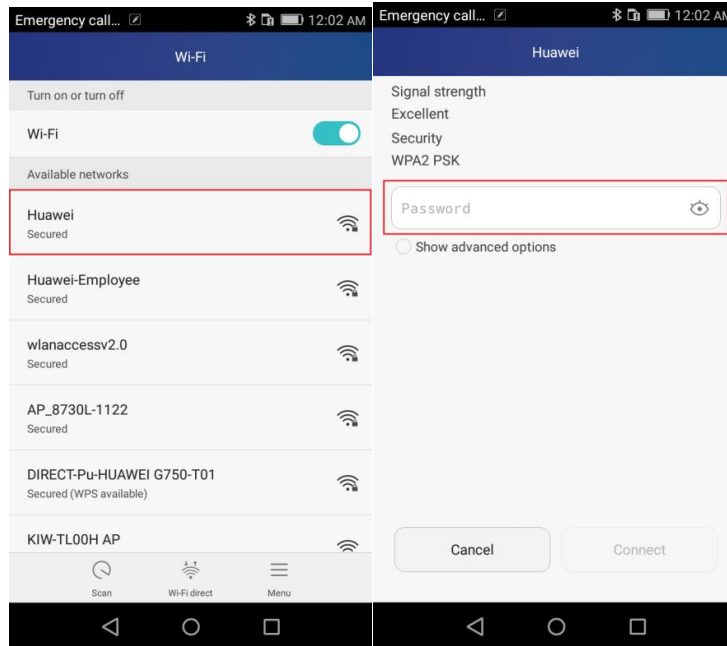 Emergency call... 12:02 AM
Wi-Fi
Turn on or turn off
Wi-Fi
Available networks
Huawei
Secured
Huawei-Employee
Secured
wlanaccessv2.0
Secured
AP_8730L-1122
Secured
DIRECT-Pu-HUAWEI G750-T01
Secured (WPS available)
KIW-TL00H AP
Scan Wi-Fi direct Menu
Emergency call... 12:02 AM
Huawei
Signal strength
Excellent
Security
WPA2 PSK
Password
Show advanced options
Cancel Connect